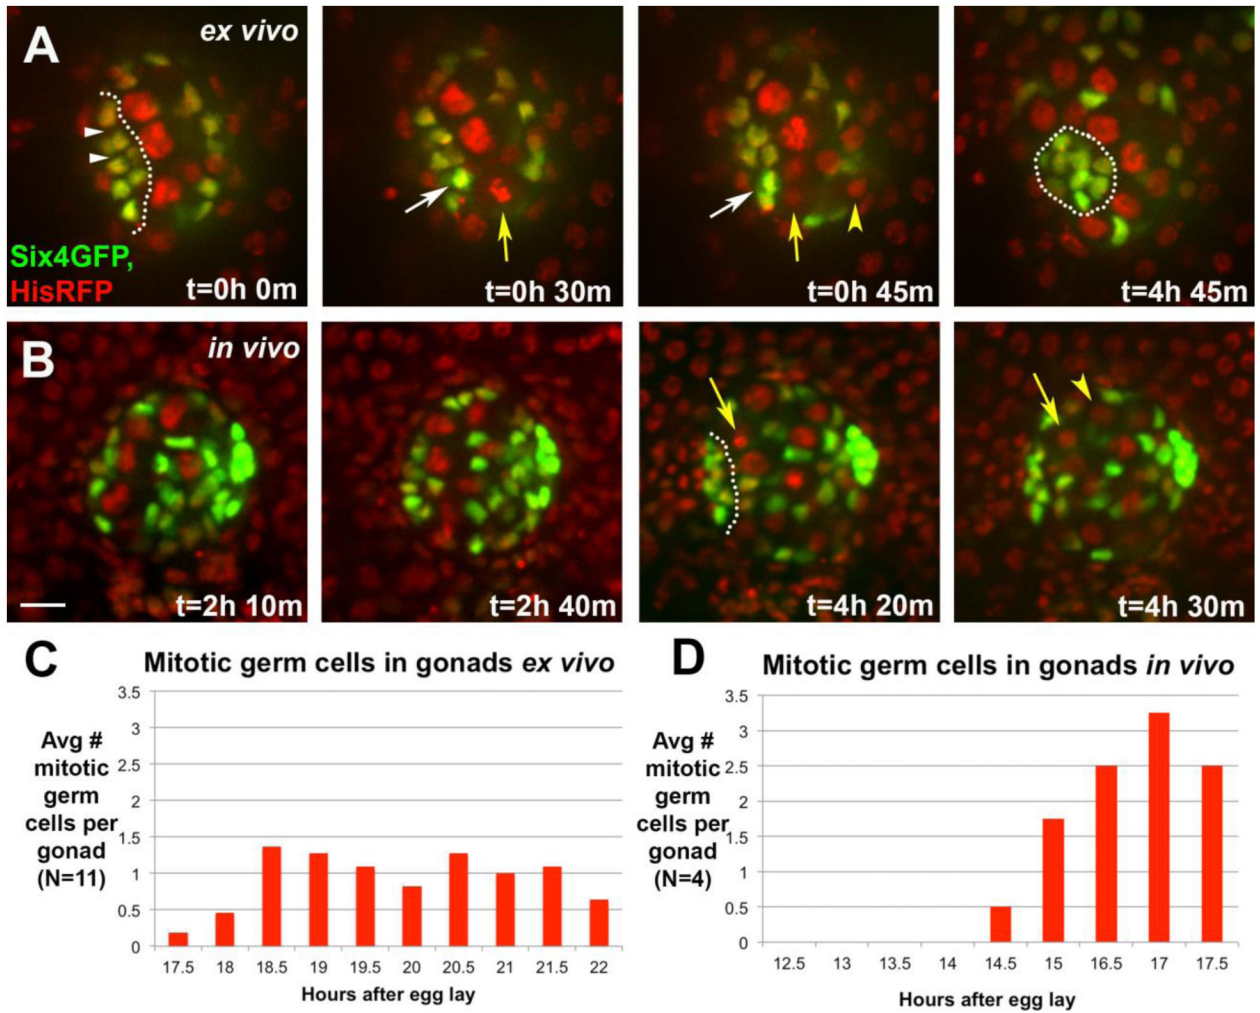 A
ex vivo
Six4GFP,
HisRFP
t=0h 0m
t=0h 30m
t=0h 45m
t=4h 45m
B
in vivo
t=2h 10m
t=2h 40m
t=4h 20m
t=4h 30m
C
Mitotic germ cells in gonads ex vivo
Avg #
mitotic
germ
cells per
gonad
(N=11)
3.5
3
2.5
2
1.5
1
0.5
0
17.5 18 18.5 19 19.5 20 20.5 21 21.5 22
Hours after egg lay
D
Mitotic germ cells in gonads in vivo
Avg #
mitotic
germ
cells per
gonad
(N=4)
3.5
3
2.5
2
1.5
1
0.5
0
12.5 13 13.5 14 14.5 15 16.5 17 17.5
Hours after egg lay